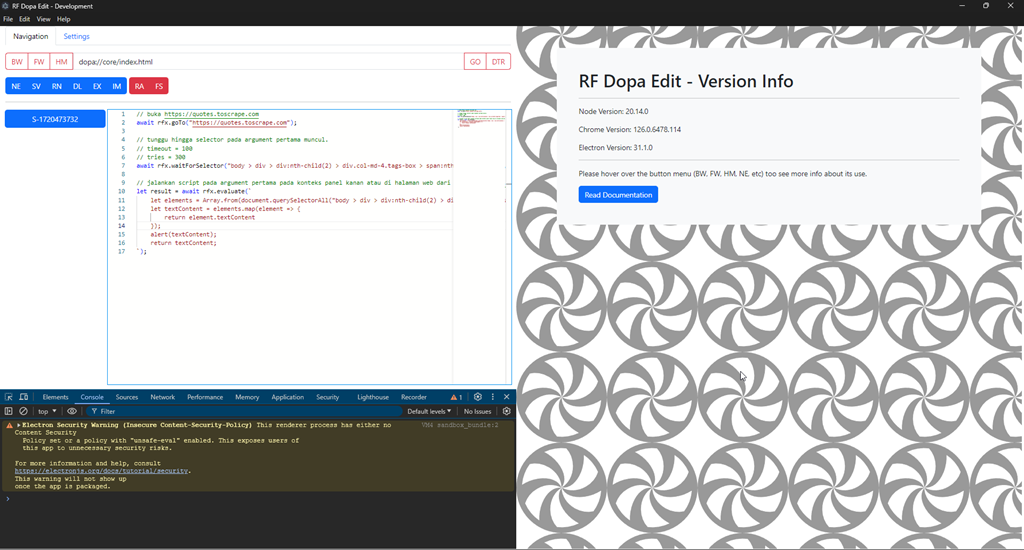 RF Dopa Edit - Development
File Edit View Help
Navigation Settings
BW FW HM dopa://core/index.html GO DTR
NE SV RN DL EX IM RA FS
S-1720473732
1 // buka https://quotes.toscrape.com
2 await rfx.goTo("https://quotes.toscrape.com");
3
4 // tunggu hingga selector pada argument pertama muncul.
5 // timeout = 100
6 // tries = 300
7 await rfx.waitForSelector("body > div > div:nth-child(2) > div.col-md-4.tags-box > span:nth
8
9 // jalankan script pada argument pertama pada konteks panel kanan atau di halaman web dari
10 let result = await rfx.evaluate(`
11 let elements = Array.from(document.querySelectorAll("body > div > div:nth-child(2) > di
12 let textContent = elements.map(element => {
13 return element.textContent
14 });
15 alert(textContent);
16 return textContent;
17 `);
Elements Console Sources Network Performance Memory Application Security Lighthouse Recorder 1
top Filter Default levels No Issues
Electron Security Warning (Insecure Content-Security-Policy) This renderer process has either no VM4 sandbox_bundle:2
Content Security
Policy set or a policy with "unsafe-eval" enabled. This exposes users of
this app to unnecessary security risks.
For more information and help, consult
https://electronjs.org/docs/tutorial/security.
This warning will not show up
once the app is packaged.
RF Dopa Edit - Version Info
Node Version: 20.14.0
Chrome Version: 126.0.6478.114
Electron Version: 31.1.0
Please hover over the button menu (BW, FW, HM, NE, etc) too see more info about its use.
Read Documentation